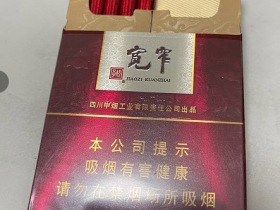 宽窄
JIAOZI KUANZHAI
四川中烟工业有限责任公司出品
本公司提示
吸烟有害健康
请勿在禁烟场所吸烟